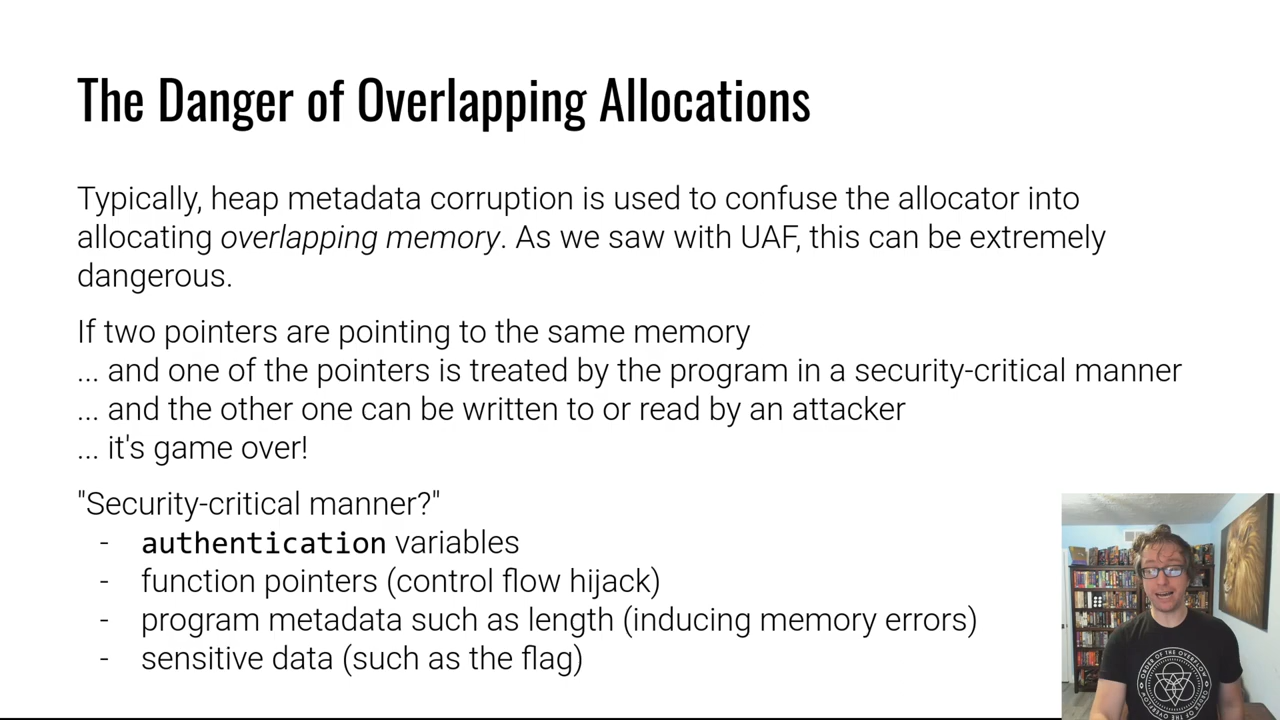 The Danger of Overlapping Allocations
Typically, heap metadata corruption is used to confuse the allocator into
allocating overlapping memory. As we saw with UAF, this can be extremely
dangerous.
If two pointers are pointing to the same memory
... and one of the pointers is treated by the program in a security-critical manner
... and the other one can be written to or read by an attacker
... it's game over!
"Security-critical manner?"
- authentication variables
- function pointers (control flow hijack)
- program metadata such as length (inducing memory errors)
- sensitive data (such as the flag)
ORDER OF THE OVERFLOW